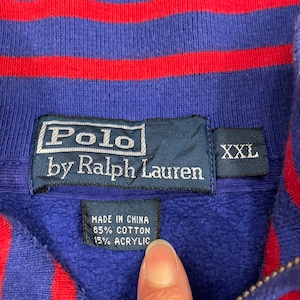 Polo
by Ralph Lauren
XXL
MADE IN CHINA
85% COTTON
15% ACRYLIC